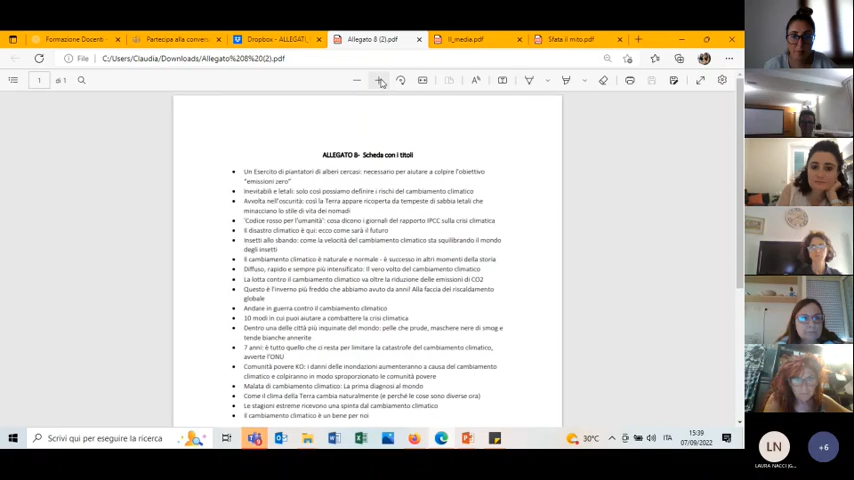 Formazione Docenti -
Partecipa alla conversa
Dropbox - ALLEGATI_
Allegato 8 (2).pdf
Il_media.pdf
Sfata il mito.pdf
File
C:/Users/Claudia/Downloads/Allegato%208%20(2).pdf
1
di 1
ALLEGATO 8- Scheda con i titoli
• Un Esercito di piantatori di alberi cercasi: necessario per aiutare a colpire l'obiettivo
"emissioni zero"
• Inevitabili e letali: solo così possiamo definire i rischi del cambiamento climatico
• Avvolta nell'oscurità: così la Terra appare ricoperta da tempeste di sabbia letali che
minacciano lo stile di vita dei nomadi
• 'Codice rosso per l'umanità': cosa dicono i giornali del rapporto IPCC sulla crisi climatica
• Il disastro climatico è qui: ecco come sarà il futuro
• Insetti allo sbando: come la velocità del cambiamento climatico sta squilibrando il mondo
degli insetti
• Il cambiamento climatico è naturale e normale - è successo in altri momenti della storia
• Diffuso, rapido e sempre più intensificato: Il vero volto del cambiamento climatico
• La lotta contro il cambiamento climatico va oltre la riduzione delle emissioni di CO2
• Questo è l'inverno più freddo che abbiamo avuto da anni! Alla faccia del riscaldamento
globale
• Andare in guerra contro il cambiamento climatico
• 10 modi in cui puoi aiutare a combattere la crisi climatica
• Dentro una delle città più inquinate del mondo: pelle che prude, maschere nere di smog e
tende bianche annerite
• 7 anni: è tutto quello che ci resta per limitare la catastrofe del cambiamento climatico,
avverte l'ONU
• Comunità povere KO: i danni delle inondazioni aumenteranno a causa del cambiamento
climatico e colpiranno in modo sproporzionato le comunità povere
• Malata di cambiamento climatico: La prima diagnosi al mondo
• Come il clima della Terra cambia naturalmente (e perché le cose sono diverse ora)
• Le stagioni estreme ricevono una spinta dal cambiamento climatico
• Il cambiamento climatico è un bene per noi
Scrivi qui per eseguire la ricerca
30°C
ITA
15:39
07/09/2022
LN
LAURA NACCI (G...
+6